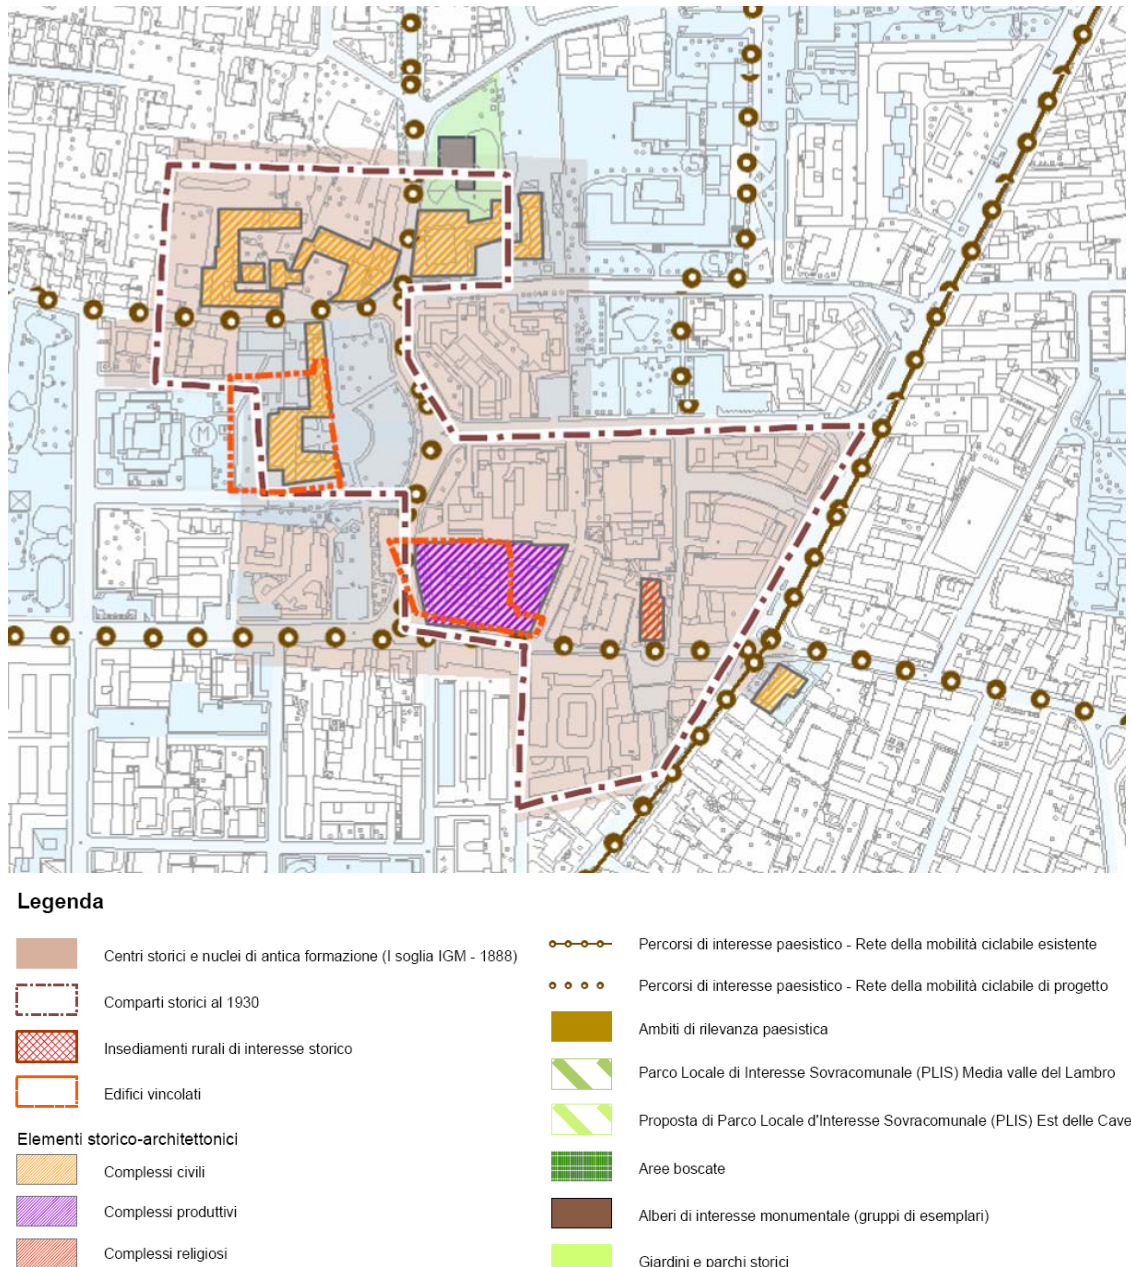 M
Legenda
Centri storici e nuclei di antica formazione (I soglia IGM - 1888)
Comparti storici al 1930
Insediamenti rurali di interesse storico
Edifici vincolati
Elementi storico-architettonici
Complessi civili
Complessi produttivi
Complessi religiosi
Percorsi di interesse paesistico - Rete della mobilità ciclabile esistente
Percorsi di interesse paesistico - Rete della mobilità ciclabile di progetto
Ambiti di rilevanza paesistica
Parco Locale di Interesse Sovracomunale (PLIS) Media valle del Lambro
Proposta di Parco Locale d'Interesse Sovracomunale (PLIS) Est delle Cave
Aree boscate
Alberi di interesse monumentale (gruppi di esemplari)
Giardini e parchi storici